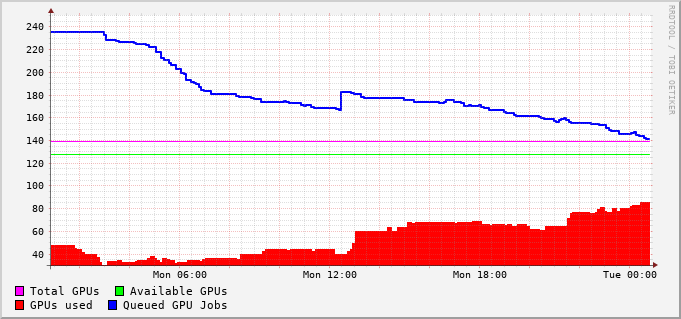 RRDTOOL / TOBI OETIKER
240
220
200
180
160
140
120
100
80
60
40
Mon 06:00 Mon 12:00 Mon 18:00 Tue 00:00
Total GPUs Available GPUs
GPUs used Queued GPU Jobs